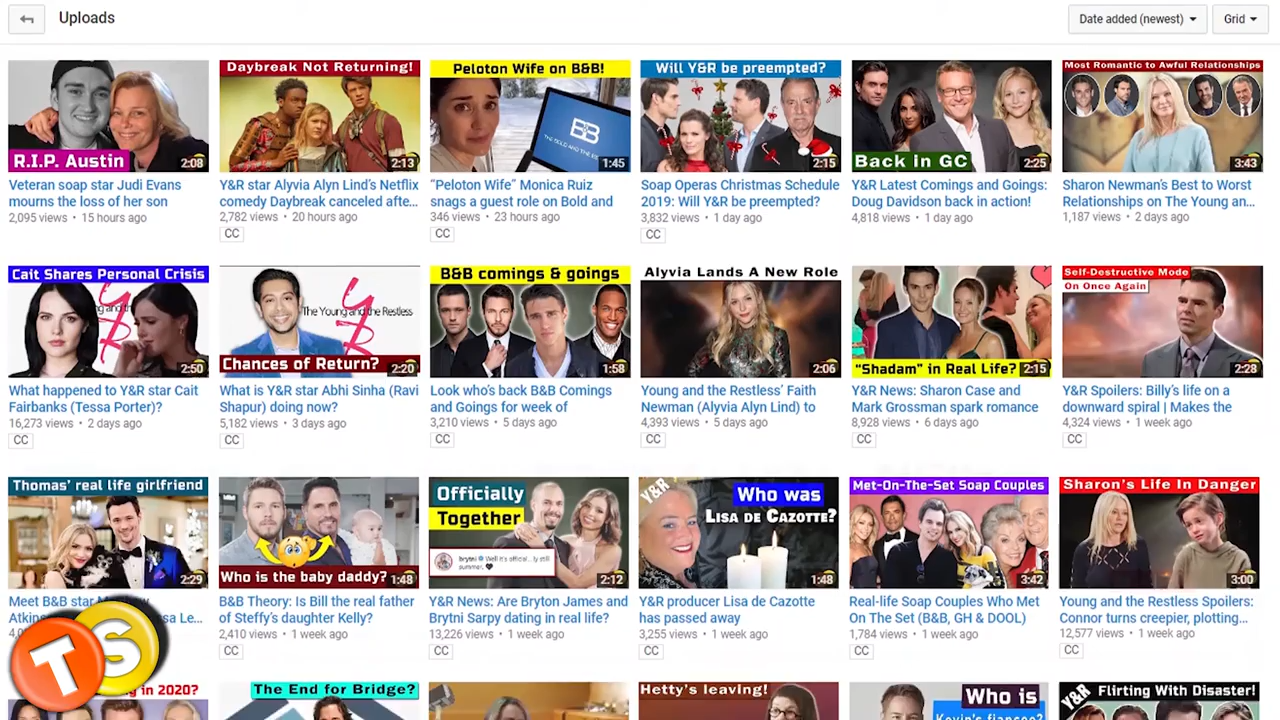 Uploads
Date added (newest)
Grid
R.I.P. Austin
2:08
Veteran soap star Judi Evans
mourns the loss of her son
2,095 views • 15 hours ago
Daybreak Not Returning!
2:13
Y&R star Alyvia Alyn Lind's Netflix
comedy Daybreak canceled afte...
2,782 views • 20 hours ago
CC
Peloton Wife on B&B!
B&B
1:45
"Peloton Wife" Monica Ruiz
snags a guest role on Bold and
346 views • 23 hours ago
CC
Will Y&R be preempted?
2:15
Soap Operas Christmas Schedule
2019: Will Y&R be preempted?
3,832 views • 1 day ago
CC
Back in GC
2:25
Y&R Latest Comings and Goings:
Doug Davidson back in action!
4,818 views • 1 day ago
Most Romantic to Awful Relationships
3:43
Sharon Newman's Best to Worst
Relationships on The Young an...
1,187 views • 2 days ago
Cait Shares Personal Crisis
YR
2:50
What happened to Y&R star Cait
Fairbanks (Tessa Porter)?
16,273 views • 2 days ago
CC
YR
The Young and the Restless
Chances of Return?
2:20
What is Y&R star Abhi Sinha (Ravi
Shapur) doing now?
5,182 views • 3 days ago
CC
B&B comings & goings
1:58
Look who's back B&B Comings
and Goings for week of
3,210 views • 5 days ago
CC
Alyvia Lands A New Role
2:06
Young and the Restless' Faith
Newman (Alyvia Alyn Lind) to
4,393 views • 5 days ago
CC
"Shadam" in Real Life?
2:15
Y&R News: Sharon Case and
Mark Grossman spark romance
8,928 views • 6 days ago
CC
Self-Destructive Mode
On Once Again
2:28
Y&R Spoilers: Billy's life on a
downward spiral | Makes the
4,324 views • 1 week ago
CC
Thomas' real life girlfriend
2:29
Meet B&B star
Atkin
TS
Who is the baby daddy?
1:48
B&B Theory: Is Bill the real father
of Steffy's daughter Kelly?
2,410 views • 1 week ago
CC
Officially
Together
brytni Well it's official... summer.
2:12
Y&R News: Are Bryton James and
Brytni Sarpy dating in real life?
13,226 views • 1 week ago
CC
Y&R
Who was
Lisa de Cazotte?
1:48
Y&R producer Lisa de Cazotte
has passed away
3,255 views • 1 week ago
CC
Met-On-The-Set Soap Couples
3:42
Real-life Soap Couples Who Met
On The Set (B&B, GH & DOOL)
1,784 views • 1 week ago
CC
Sharon's Life In Danger
3:00
Young and the Restless Spoilers:
Connor turns creepier, plotting...
12,577 views • 1 week ago
CC
in 2020?
The End for Bridge?
Hetty's leaving!
Who is
Kevin's fiancee?
Y&R
Flirting With Disaster!